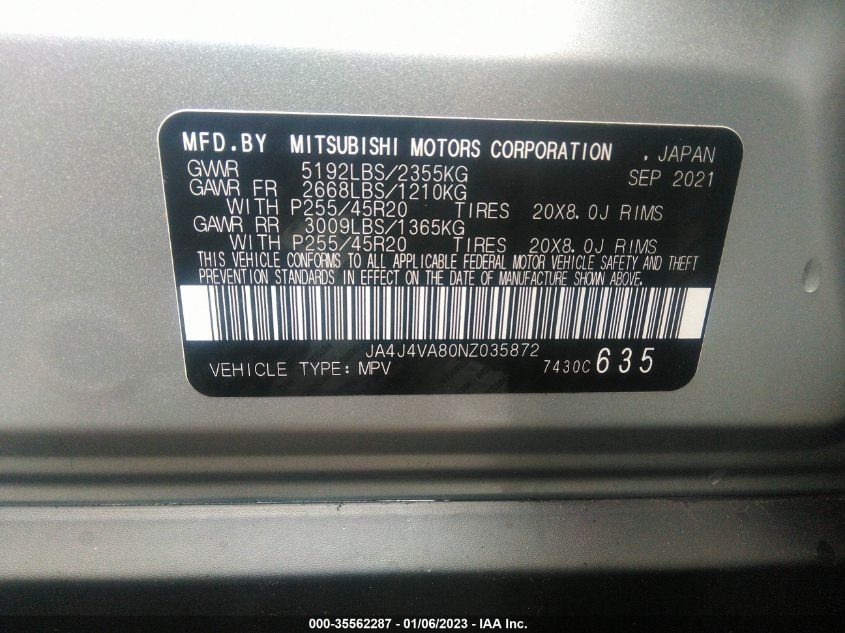 MFD.BY MITSUBISHI MOTORS CORPORATION , JAPAN
GVWR 5192LBS/2355KG SEP 2021
GAWR FR 2668LBS/1210KG
WITH P255/45R20 TIRES 20X8.0J RIMS
GAWR RR 3009LBS/1365KG
WITH P255/45R20 TIRES 20X8.0J RIMS
THIS VEHICLE CONFORMS TO ALL APPLICABLE FEDERAL MOTOR VEHICLE SAFETY AND THEFT
PREVENTION STANDARDS IN EFFECT ON THE DATE OF MANUFACTURE SHOWN ABOVE.
JA4J4VA80NZ035872
VEHICLE TYPE: MPV 7430C 635
000-35562287 - 01/06/2023 - IAA Inc.